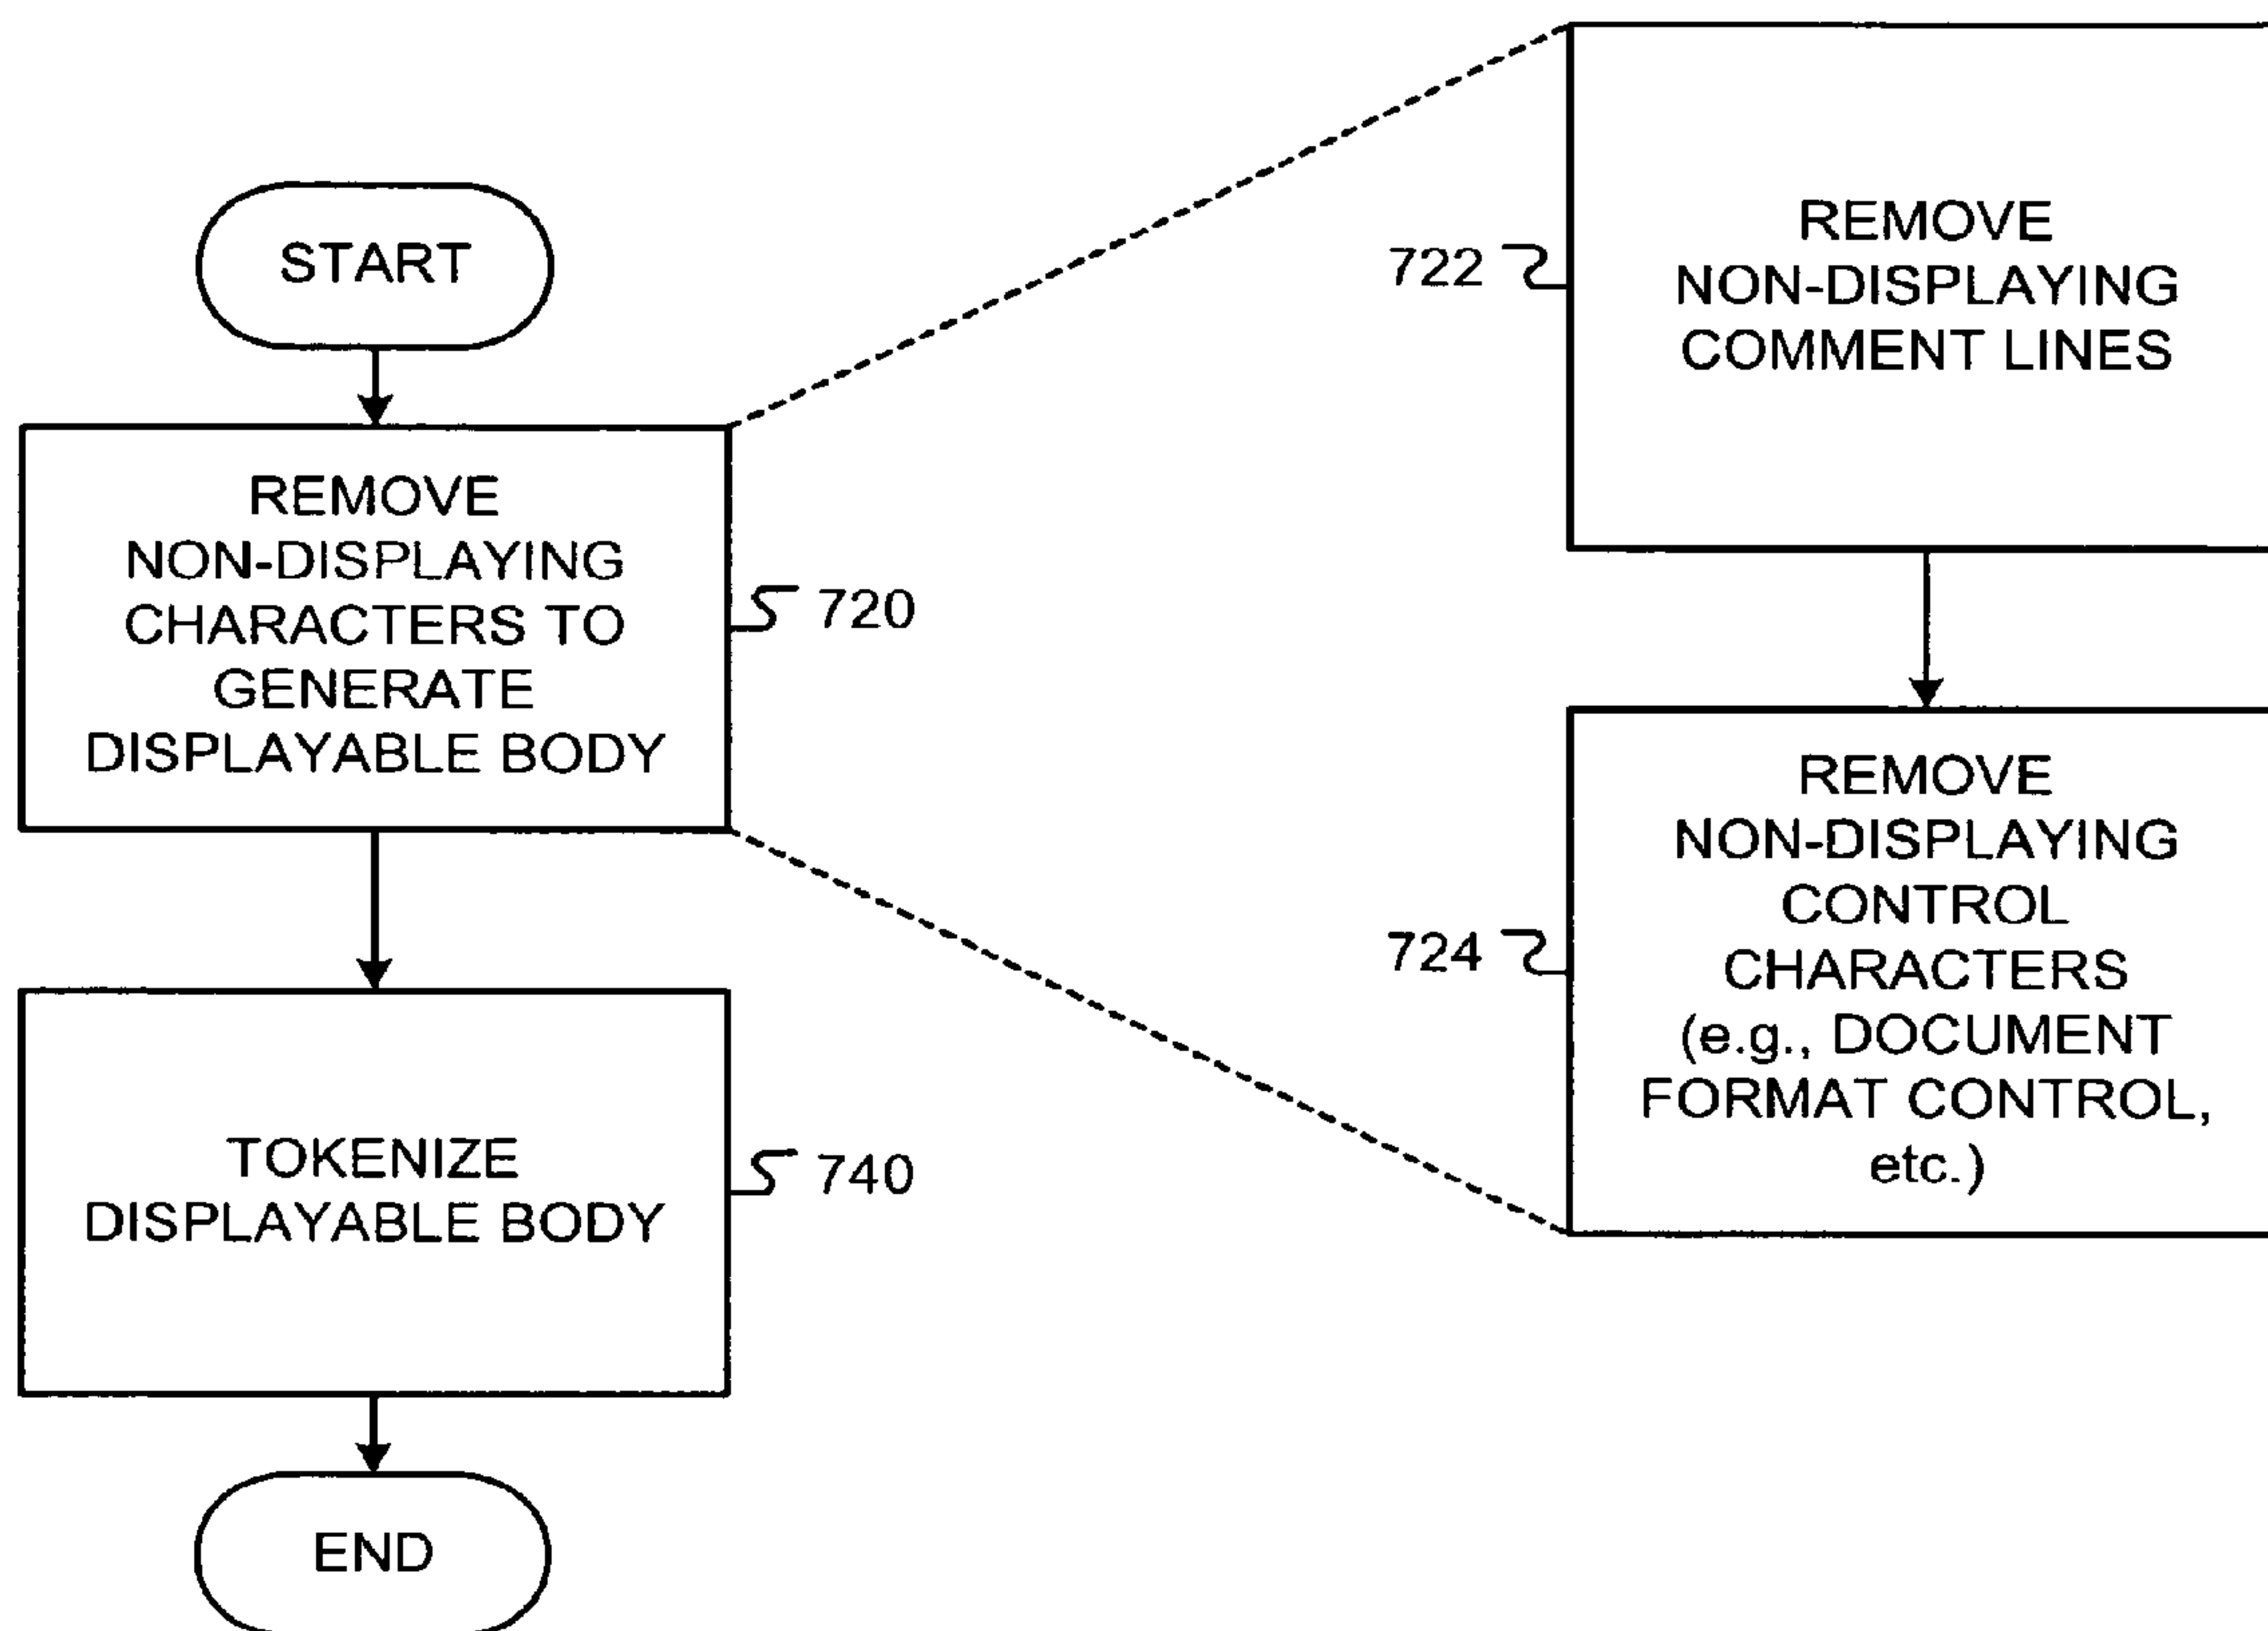 START
REMOVE
NON-DISPLAYING
CHARACTERS TO
GENERATE
DISPLAYABLE BODY
720
TOKENIZE
DISPLAYABLE BODY
740
END
722
REMOVE
NON-DISPLAYING
COMMENT LINES
724
REMOVE
NON-DISPLAYING
CONTROL
CHARACTERS
(e.g., DOCUMENT
FORMAT CONTROL,
etc.)